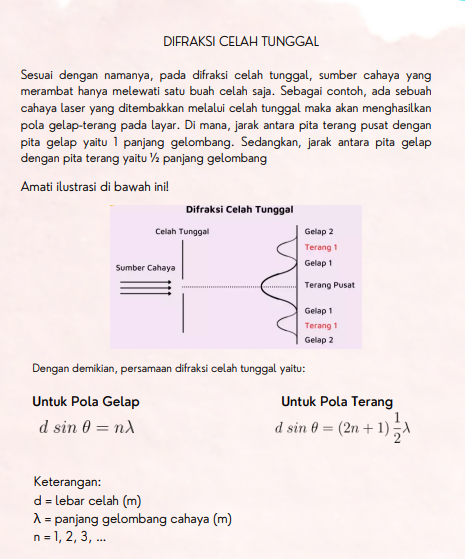 DIFRAKSI CELAH TUNGGAL
Sesuai dengan namanya, pada difraksi celah tunggal, sumber cahaya yang
merambat hanya melewati satu buah celah saja. Sebagai contoh, ada sebuah
cahaya laser yang ditembakkan melalui celah tunggal maka akan menghasilkan
pola gelap-terang pada layar. Di mana, jarak antara pita terang pusat dengan
pita gelap yaitu 1 panjang gelombang. Sedangkan, jarak antara pita gelap
dengan pita terang yaitu ½ panjang gelombang
Amati ilustrasi di bawah ini!
Difraksi Celah Tunggal
Celah Tunggal
Sumber Cahaya
Gelap 2
Terang 1
Gelap 1
Terang Pusat
Gelap 1
Terang 1
Gelap 2
Dengan demikian, persamaan difraksi celah tunggal yaitu:
Untuk Pola Gelap
d sin θ = nλ
Untuk Pola Terang
d sin θ = (2n + 1) 1/2 λ
Keterangan:
d = lebar celah (m)
λ = panjang gelombang cahaya (m)
n = 1, 2, 3, ...